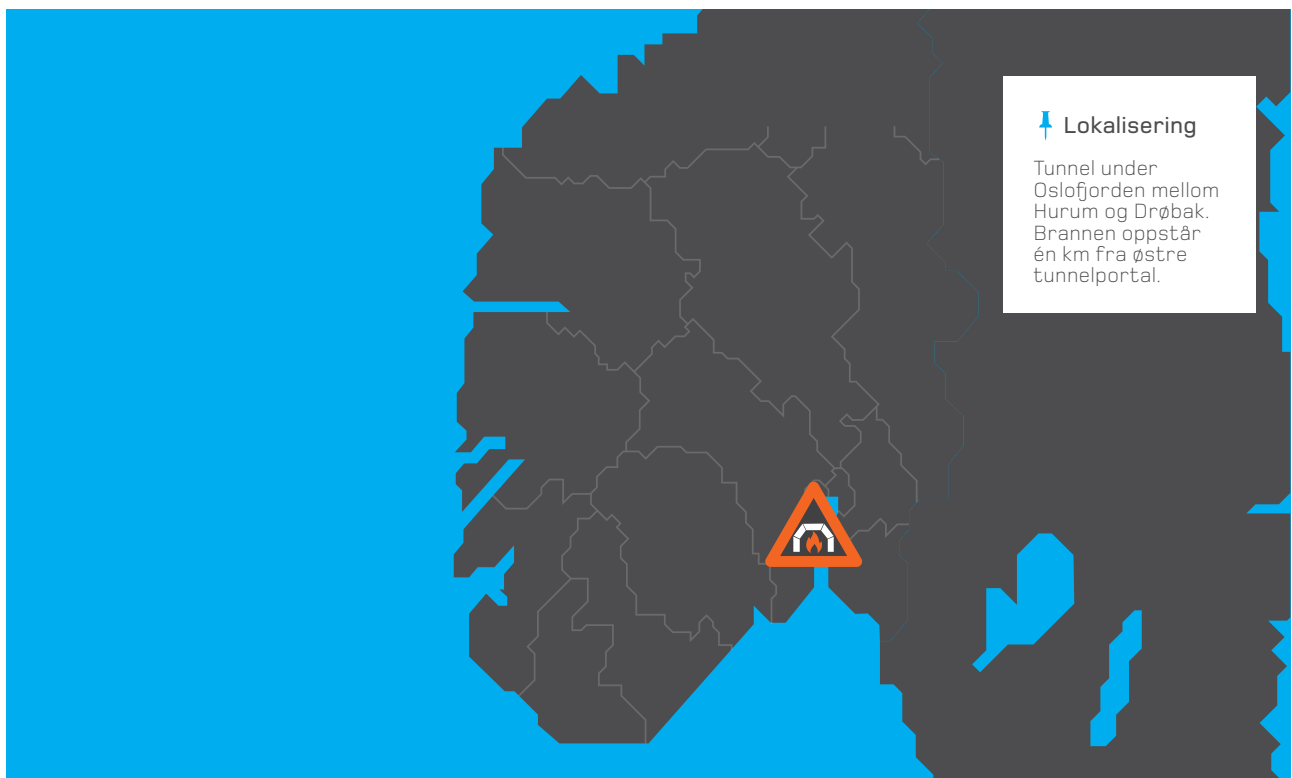 Lokalisering
Tunnel under
Oslofjorden mellom
Hurum og Drøbak.
Brannen oppstår
én km fra østre
tunnelportal.